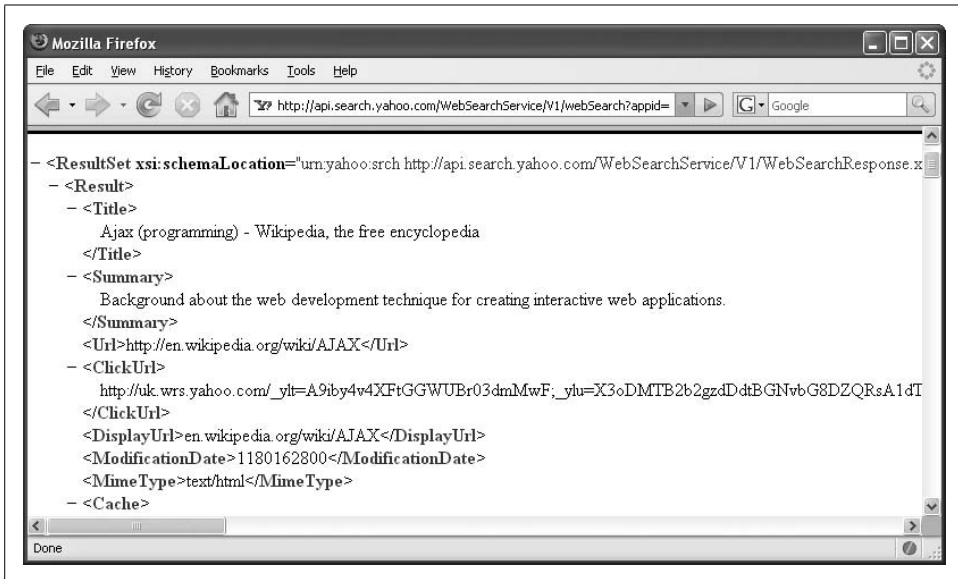 Mozilla Firefox
File Edit View History Bookmarks Tools Help
Y? http://api.search.yahoo.com/WebSearchService/V1/webSearch?appid= G Google
− <ResultSet xsi:schemaLocation="urn:yahoo:srch http://api.search.yahoo.com/WebSearchService/V1/WebSearchResponse.x
− <Result>
− <Title>
Ajax (programming) - Wikipedia, the free encyclopedia
</Title>
− <Summary>
Background about the web development technique for creating interactive web applications.
</Summary>
<Url>http://en.wikipedia.org/wiki/AJAX</Url>
− <ClickUrl>
http://uk.wrs.yahoo.com/_ylt=A9iby4v4XFtGGWUBr03dmMwF;_ylu=X3oDMTB2b2gzdDdtBGNvbG8DZQRsA1dT
</ClickUrl>
<DisplayUrl>en.wikipedia.org/wiki/AJAX</DisplayUrl>
<ModificationDate>1180162800</ModificationDate>
<MimeType>text/html</MimeType>
− <Cache>
Done